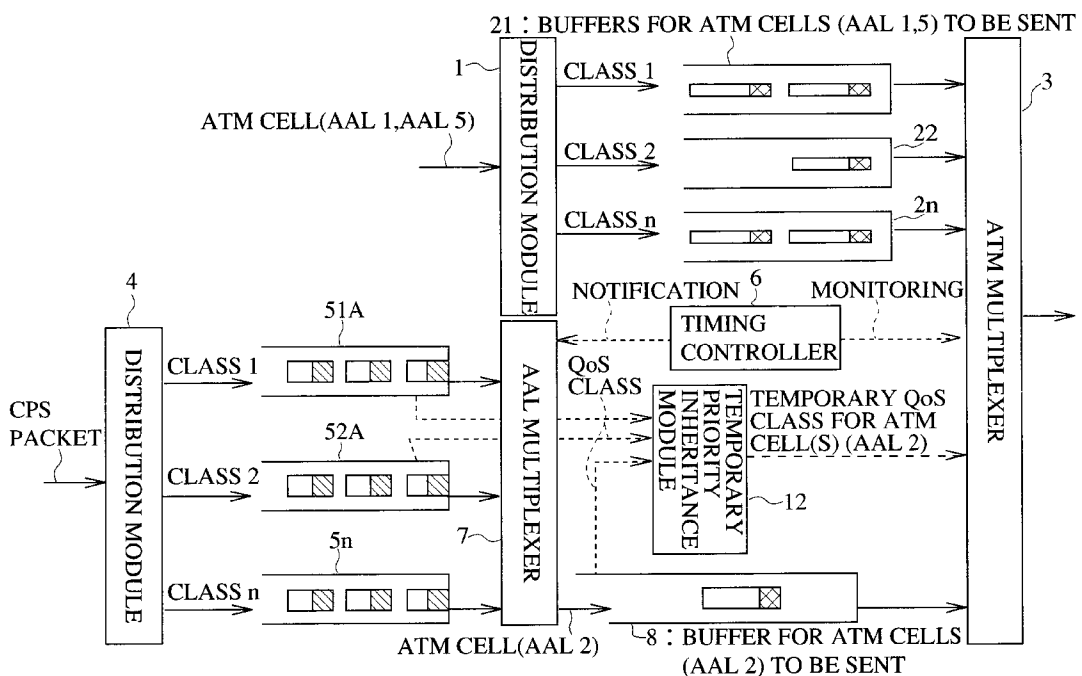 21 : BUFFERS FOR ATM CELLS (AAL 1,5) TO BE SENT
1
DISTRIBUTION MODULE
CLASS 1
3
ATM CELL(AAL 1,AAL 5)
CLASS 2
22
CLASS n
2n
ATM MULTIPLEXER
4
DISTRIBUTION MODULE
CPS
PACKET
CLASS 1
51A
CLASS 2
52A
CLASS n
5n
NOTIFICATION
6
MONITORING
TIMING
CONTROLLER
AAL MULTIPLEXER
7
QoS
CLASS
TEMPORARY
PRIORITY
INHERITANCE
MODULE
12
TEMPORARY QoS
CLASS FOR ATM
CELL(S) (AAL 2)
ATM CELL(AAL 2)
8 : BUFFER FOR ATM CELLS
(AAL 2) TO BE SENT